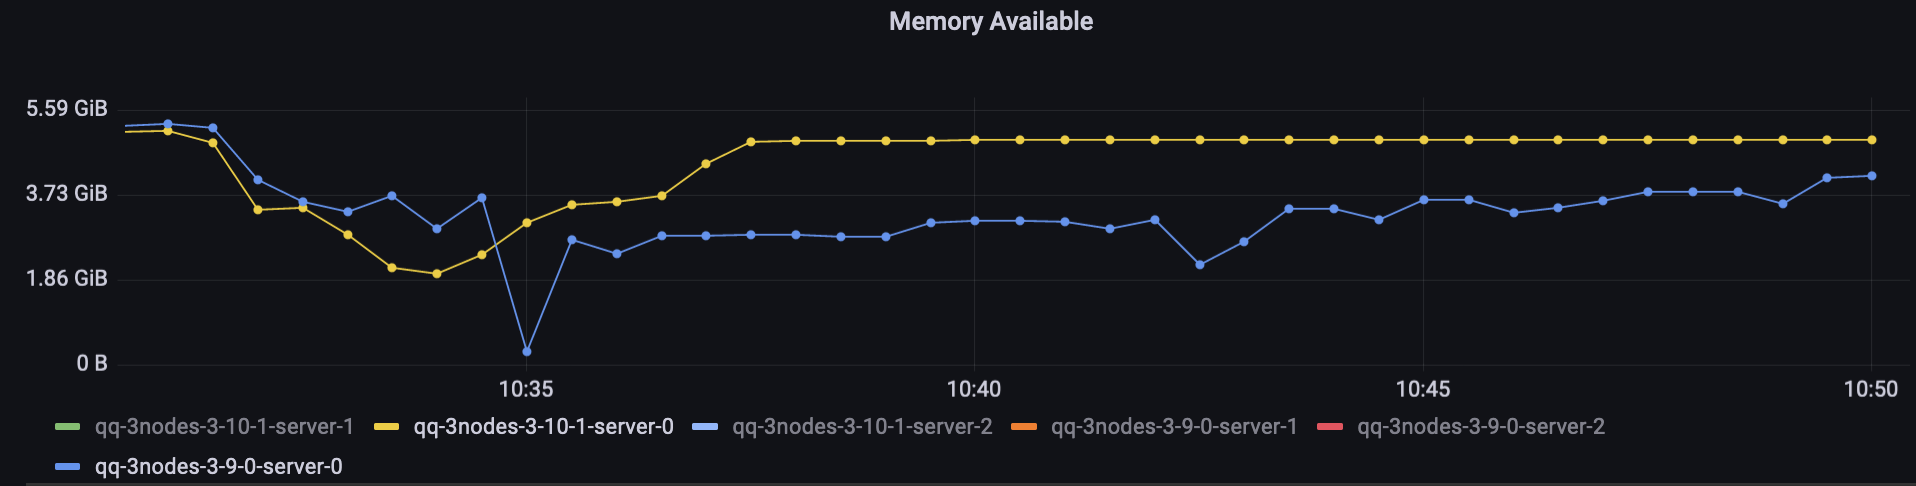 Memory Available
5.59 GiB
3.73 GiB
1.86 GiB
0 B
10:35 10:40 10:45 10:50
qq-3nodes-3-10-1-server-1 qq-3nodes-3-10-1-server-0 qq-3nodes-3-10-1-server-2 qq-3nodes-3-9-0-server-1 qq-3nodes-3-9-0-server-2
qq-3nodes-3-9-0-server-0